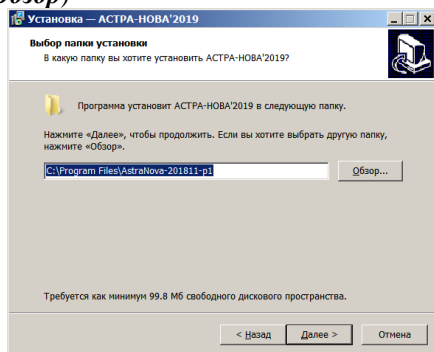 Обзор)
Установка — АСТРА-НОВА'2019
Выбор папки установки
В какую папку вы хотите установить АСТРА-НОВА'2019?
Программа установит АСТРА-НОВА'2019 в следующую папку.
Нажмите «Далее», чтобы продолжить. Если вы хотите выбрать другую папку,
нажмите «Обзор».
C:\Program Files\AstraNova-201811-p1
Обзор...
Требуется как минимум 99.8 Мб свободного дискового пространства.
< Назад
Далее >
Отмена